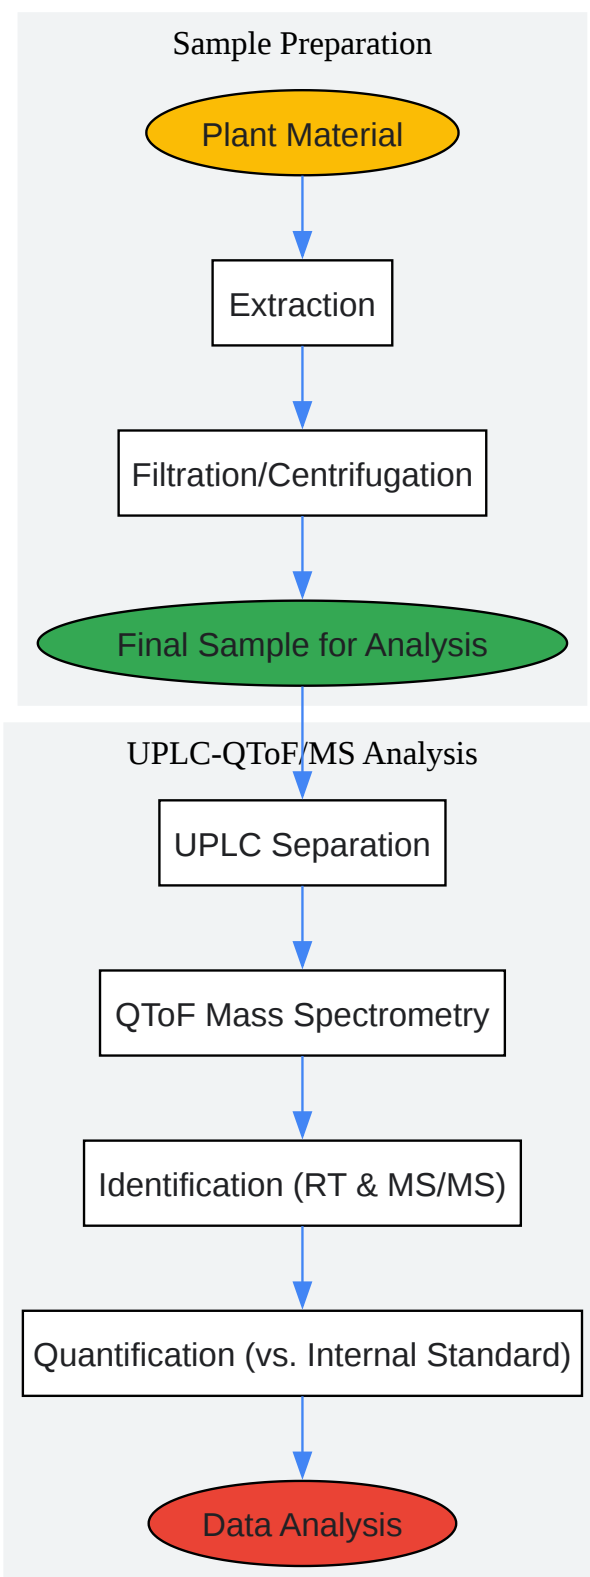 Sample Preparation
Plant Material
Extraction
Filtration/Centrifugation
Final Sample for Analysis
UPLC-QToF/MS Analysis
UPLC Separation
QToF Mass Spectrometry
Identification (RT & MS/MS)
Quantification (vs. Internal Standard)
Data Analysis